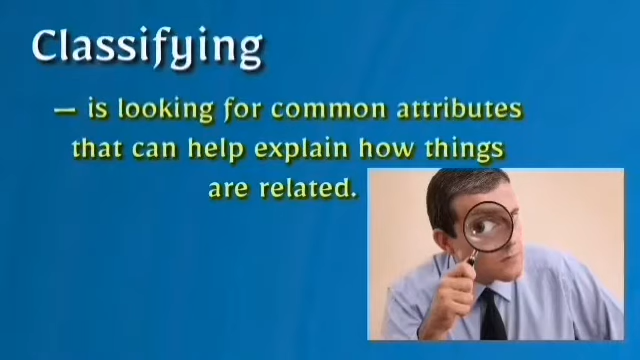 Classifying
— is looking for common attributes
that can help explain how things
are related.